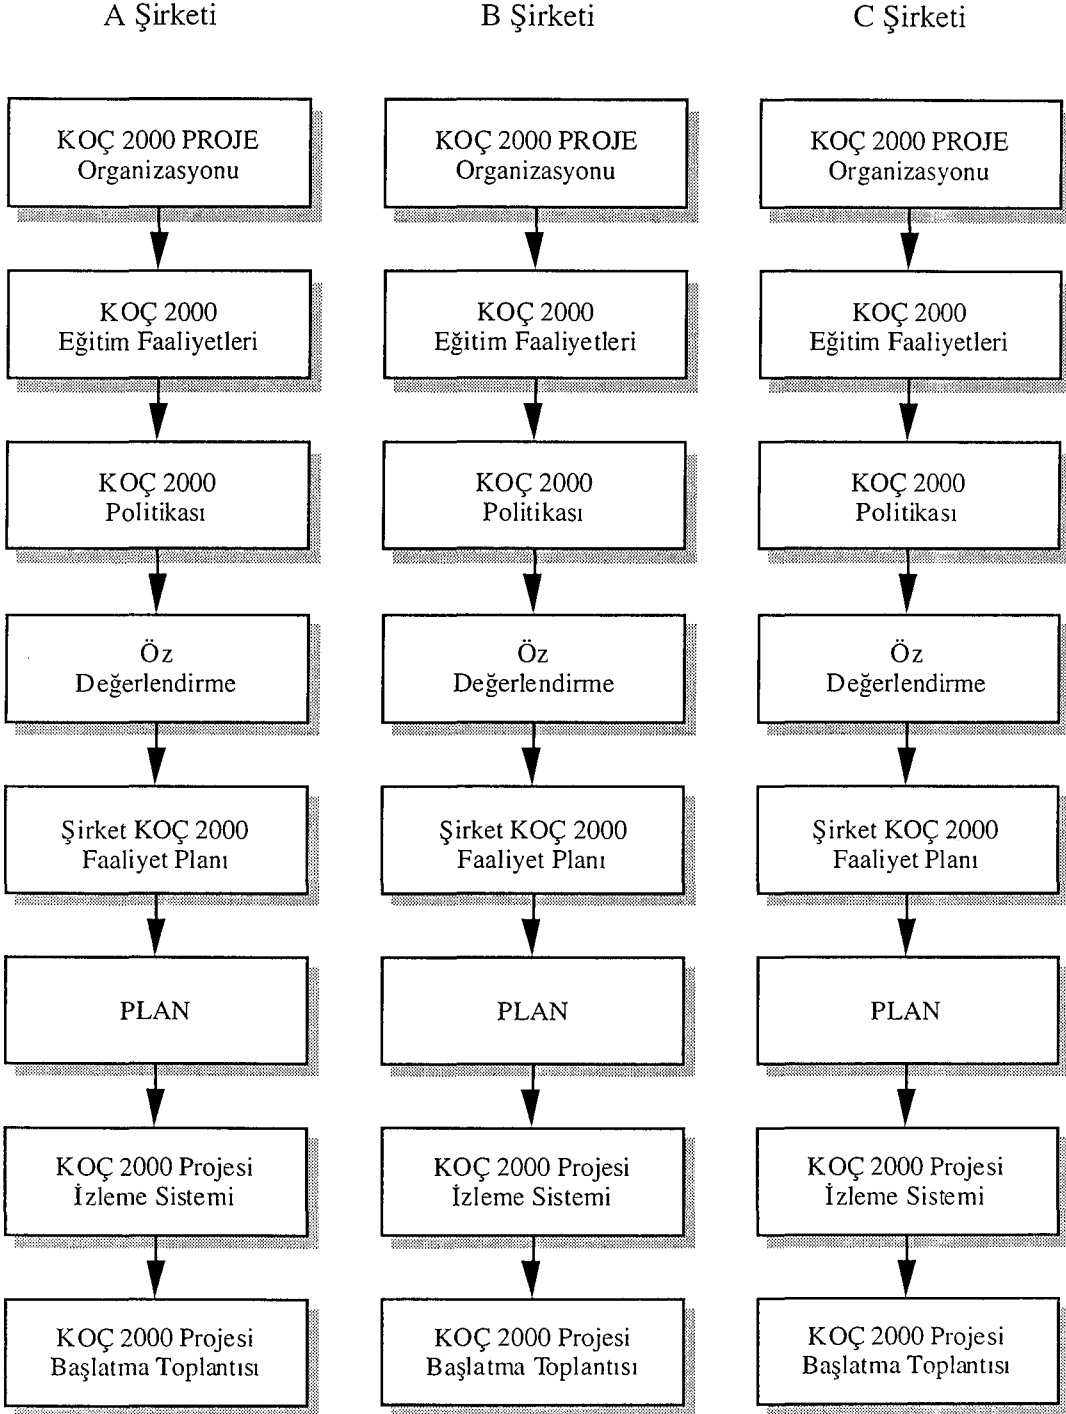 A Şirketi
KOÇ 2000 PROJE
Organizasyonu
KOÇ 2000
Eğitim Faaliyetleri
KOÇ 2000
Politikası
Öz
Değerlendirme
Şirket KOÇ 2000
Faaliyet Planı
PLAN
KOÇ 2000 Projesi
İzleme Sistemi
KOÇ 2000 Projesi
Başlatma Toplantısı
B Şirketi
KOÇ 2000 PROJE
Organizasyonu
KOÇ 2000
Eğitim Faaliyetleri
KOÇ 2000
Politikası
Öz
Değerlendirme
Şirket KOÇ 2000
Faaliyet Planı
PLAN
KOÇ 2000 Projesi
İzleme Sistemi
KOÇ 2000 Projesi
Başlatma Toplantısı
C Şirketi
KOÇ 2000 PROJE
Organizasyonu
KOÇ 2000
Eğitim Faaliyetleri
KOÇ 2000
Politikası
Öz
Değerlendirme
Şirket KOÇ 2000
Faaliyet Planı
PLAN
KOÇ 2000 Projesi
İzleme Sistemi
KOÇ 2000 Projesi
Başlatma Toplantısı